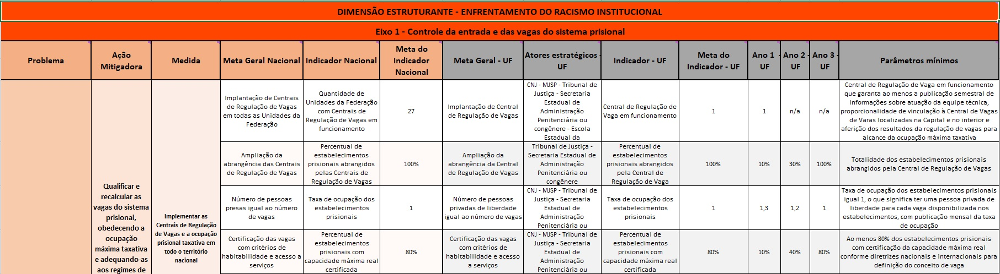 DIMENSÃO ESTRUTURANTE - ENFRENTAMENTO DO RACISMO INSTITUCIONAL
Eixo 1 - Controle da entrada e das vagas do sistema prisional
Problema
Ação
Mitigadora
Medida
Meta Geral Nacional
Indicador Nacional
Meta do
Indicador
Nacional
Meta Geral - UF
Atores estratégicos -
UF
Indicador - UF
Meta do
Indicador - UF
Ano 1 -
UF
Ano 2 -
UF
Ano 3 -
UF
Parâmetros mínimos
Qualificar e
recalcular as
vagas do sistema
prisional,
obedecendo a
ocupação
máxima taxativa
e adequando-as
aos regimes de
Implementar as
Centrais de Regulação
de Vagas e a ocupação
prisional taxativa em
todo o território
nacional
Implantação de Centrais
de Regulação de Vagas
em todas as Unidades da
Federação
Quantidade de
Unidades da Federação
com Centrais de
Regulação de Vagas em
funcionamento
27
Implantação de Central
de Regulação de Vagas
CNJ - MJSP - Tribunal de
Justiça - Secretaria
Estadual de
Administração
Penitenciária ou
congênere - Escola
Estadual da
Central de Regulação de
Vaga em funcionamento
1
1
n/a
n/a
Central de Regulação de Vaga em funcionamento
que garanta ao menos a publicação semestral de
informações sobre atuação da equipe técnica,
proporcionalidade de vinculação à Central de Vagas
de Varas localizadas na Capital e no interior e
aferição dos resultados da regulação de vagas para
alcance da ocupação máxima taxativa
Ampliação da
abrangência das Centrais
de Regulação de Vagas
Percentual de
estabelecimentos
prisionais abrangidos
pelas Centrais de
Regulação de Vagas
100%
Ampliação da
abrangência da Central
de Regulação de Vagas
Tribunal de Justiça -
Secretaria Estadual de
Administração
Penitenciária ou
congênere
Percentual de
estabelecimentos
prisionais abrangidos
pela Central de
Regulação de Vaga
100%
10%
30%
100%
Totalidade dos estabelecimentos prisionais
abrangidos pela Central de Regulação de Vagas
Número de pessoas
presas igual ao número
de vagas
Taxa de ocupação dos
estabelecimentos
prisionais
1
Número de pessoas
privadas de liberdade
igual ao número de vagas
CNJ - MJSP - Tribunal de
Justiça - Secretaria
Estadual de
Administração
Penitenciária ou
Taxa de ocupação dos
estabelecimentos
prisionais
1
1,3
1,2
1
Taxa de ocupação dos estabelecimentos prisionais
igual 1, o que significa ter uma pessoa privada de
liberdade para cada vaga disponibilizada nos
estabelecimentos, com publicação mensal da taxa
de ocupação
Certificação das vagas
com critérios de
habitabilidade e acesso a
serviços
Percentual de
estabelecimentos
prisionais com
capacidade máxima real
certificada
80%
Certificação das vagas
com critérios de
habitabilidade e acesso a
serviços
CNJ - MJSP - Tribunal de
Justiça - Secretaria
Estadual de
Administração
Penitenciária ou
Percentual de
estabelecimentos
prisionais com
capacidade máxima real
certificada
80%
10%
40%
80%
Ao menos 80% dos estabelecimentos prisionais
com certificação da capacidade máxima real
conforme diretrizes nacionais e internacionais para
definição do conceito de vaga